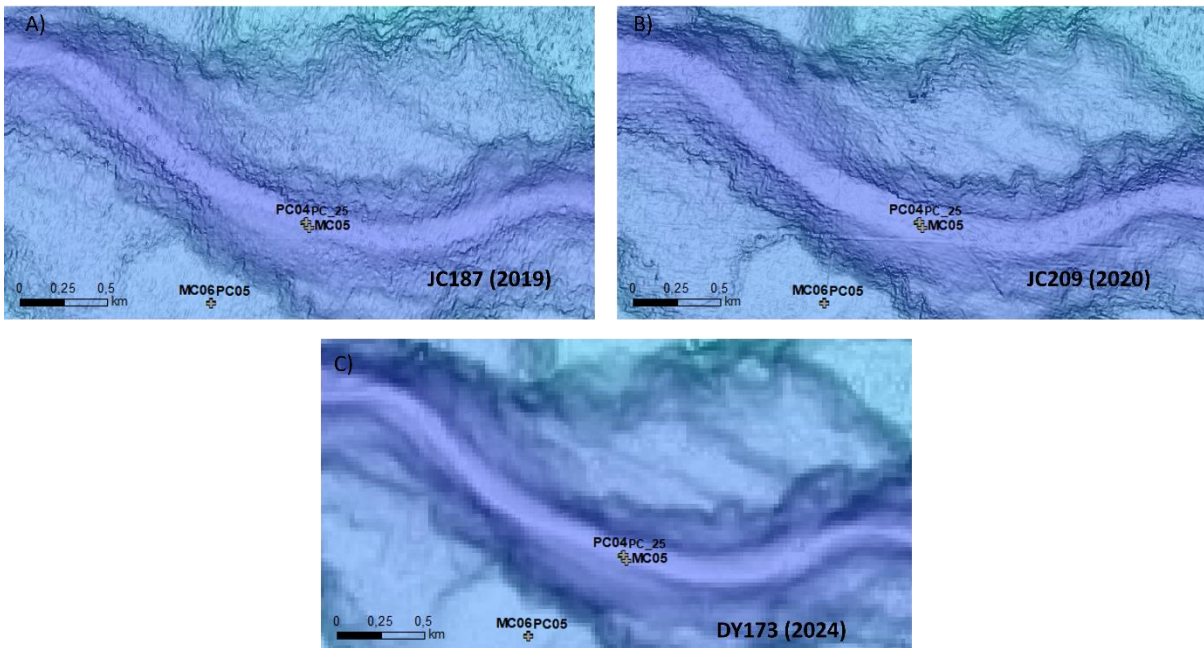 A)
PC04PC_25
MC05
JC187 (2019)
MC06PC05
0 0,25 0,5
km
B)
PC04PC_25
MC05
JC209 (2020)
MC06PC05
0 0,25 0,5
km
C)
PC04PC_25
MC05
MC06PC05
DY173 (2024)
0 0,25 0,5
km